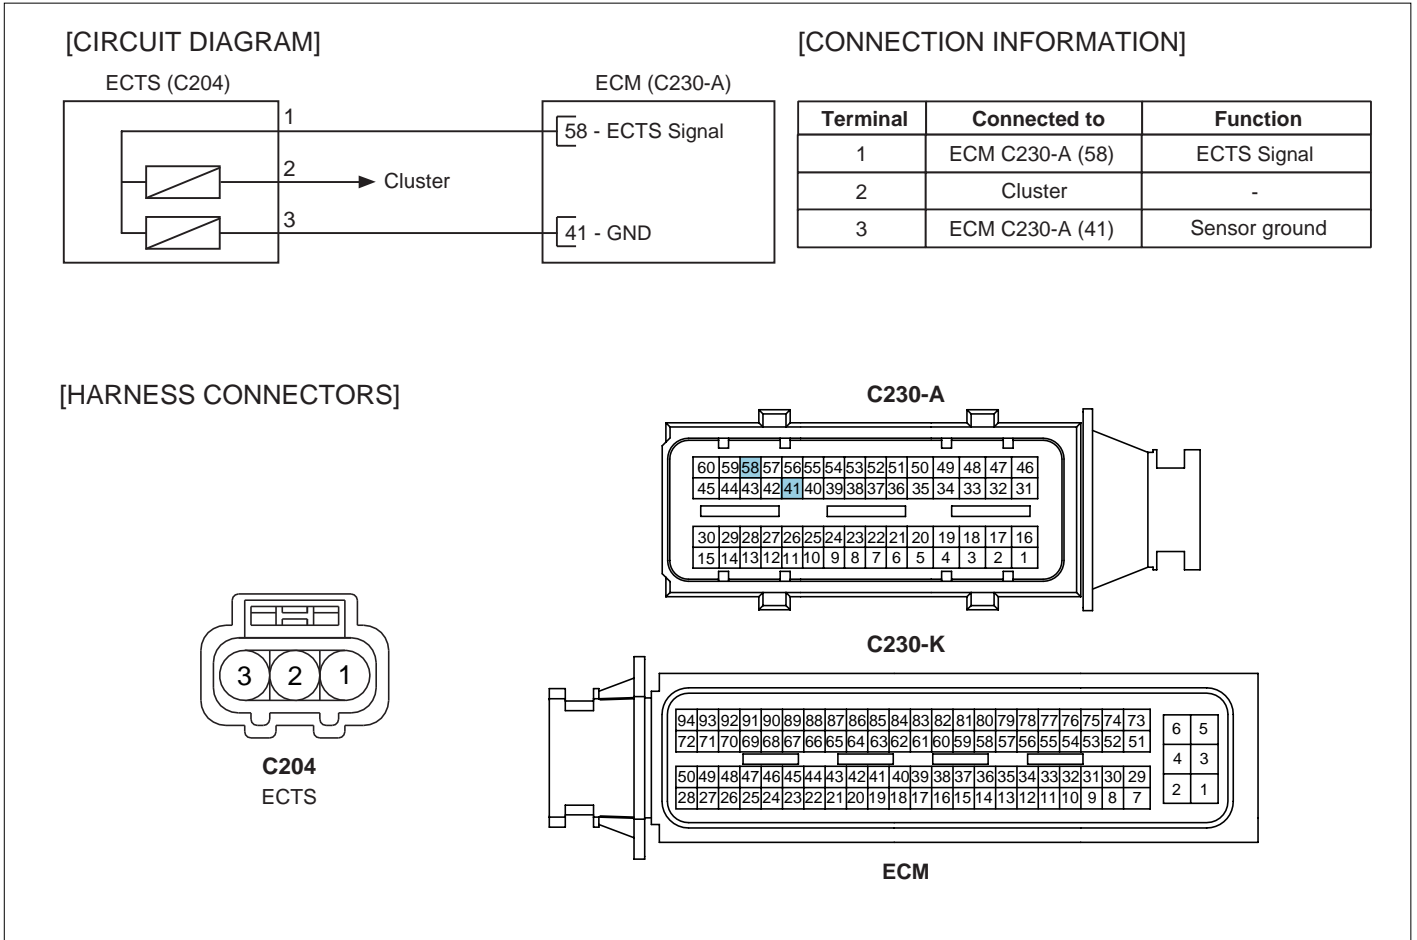 [CIRCUIT DIAGRAM]
[CONNECTION INFORMATION]
ECTS (C204)
ECM (C230-A)
1
58 - ECTS Signal
2
Cluster
3
41 - GND
Terminal Connected to Function
1 ECM C230-A (58) ECTS Signal
2 Cluster -
3 ECM C230-A (41) Sensor ground
[HARNESS CONNECTORS]
C230-A
60 59 58 57 56 55 54 53 52 51 50 49 48 47 46
45 44 43 42 41 40 39 38 37 36 35 34 33 32 31
30 29 28 27 26 25 24 23 22 21 20 19 18 17 16
15 14 13 12 11 10 9 8 7 6 5 4 3 2 1
3 2 1
C204
ECTS
C230-K
94 93 92 91 90 89 88 87 86 85 84 83 82 81 80 79 78 77 76 75 74 73
72 71 70 69 68 67 66 65 64 63 62 61 60 59 58 57 56 55 54 53 52 51
50 49 48 47 46 45 44 43 42 41 40 39 38 37 36 35 34 33 32 31 30 29
28 27 26 25 24 23 22 21 20 19 18 17 16 15 14 13 12 11 10 9 8 7
6 5
4 3
2 1
ECM